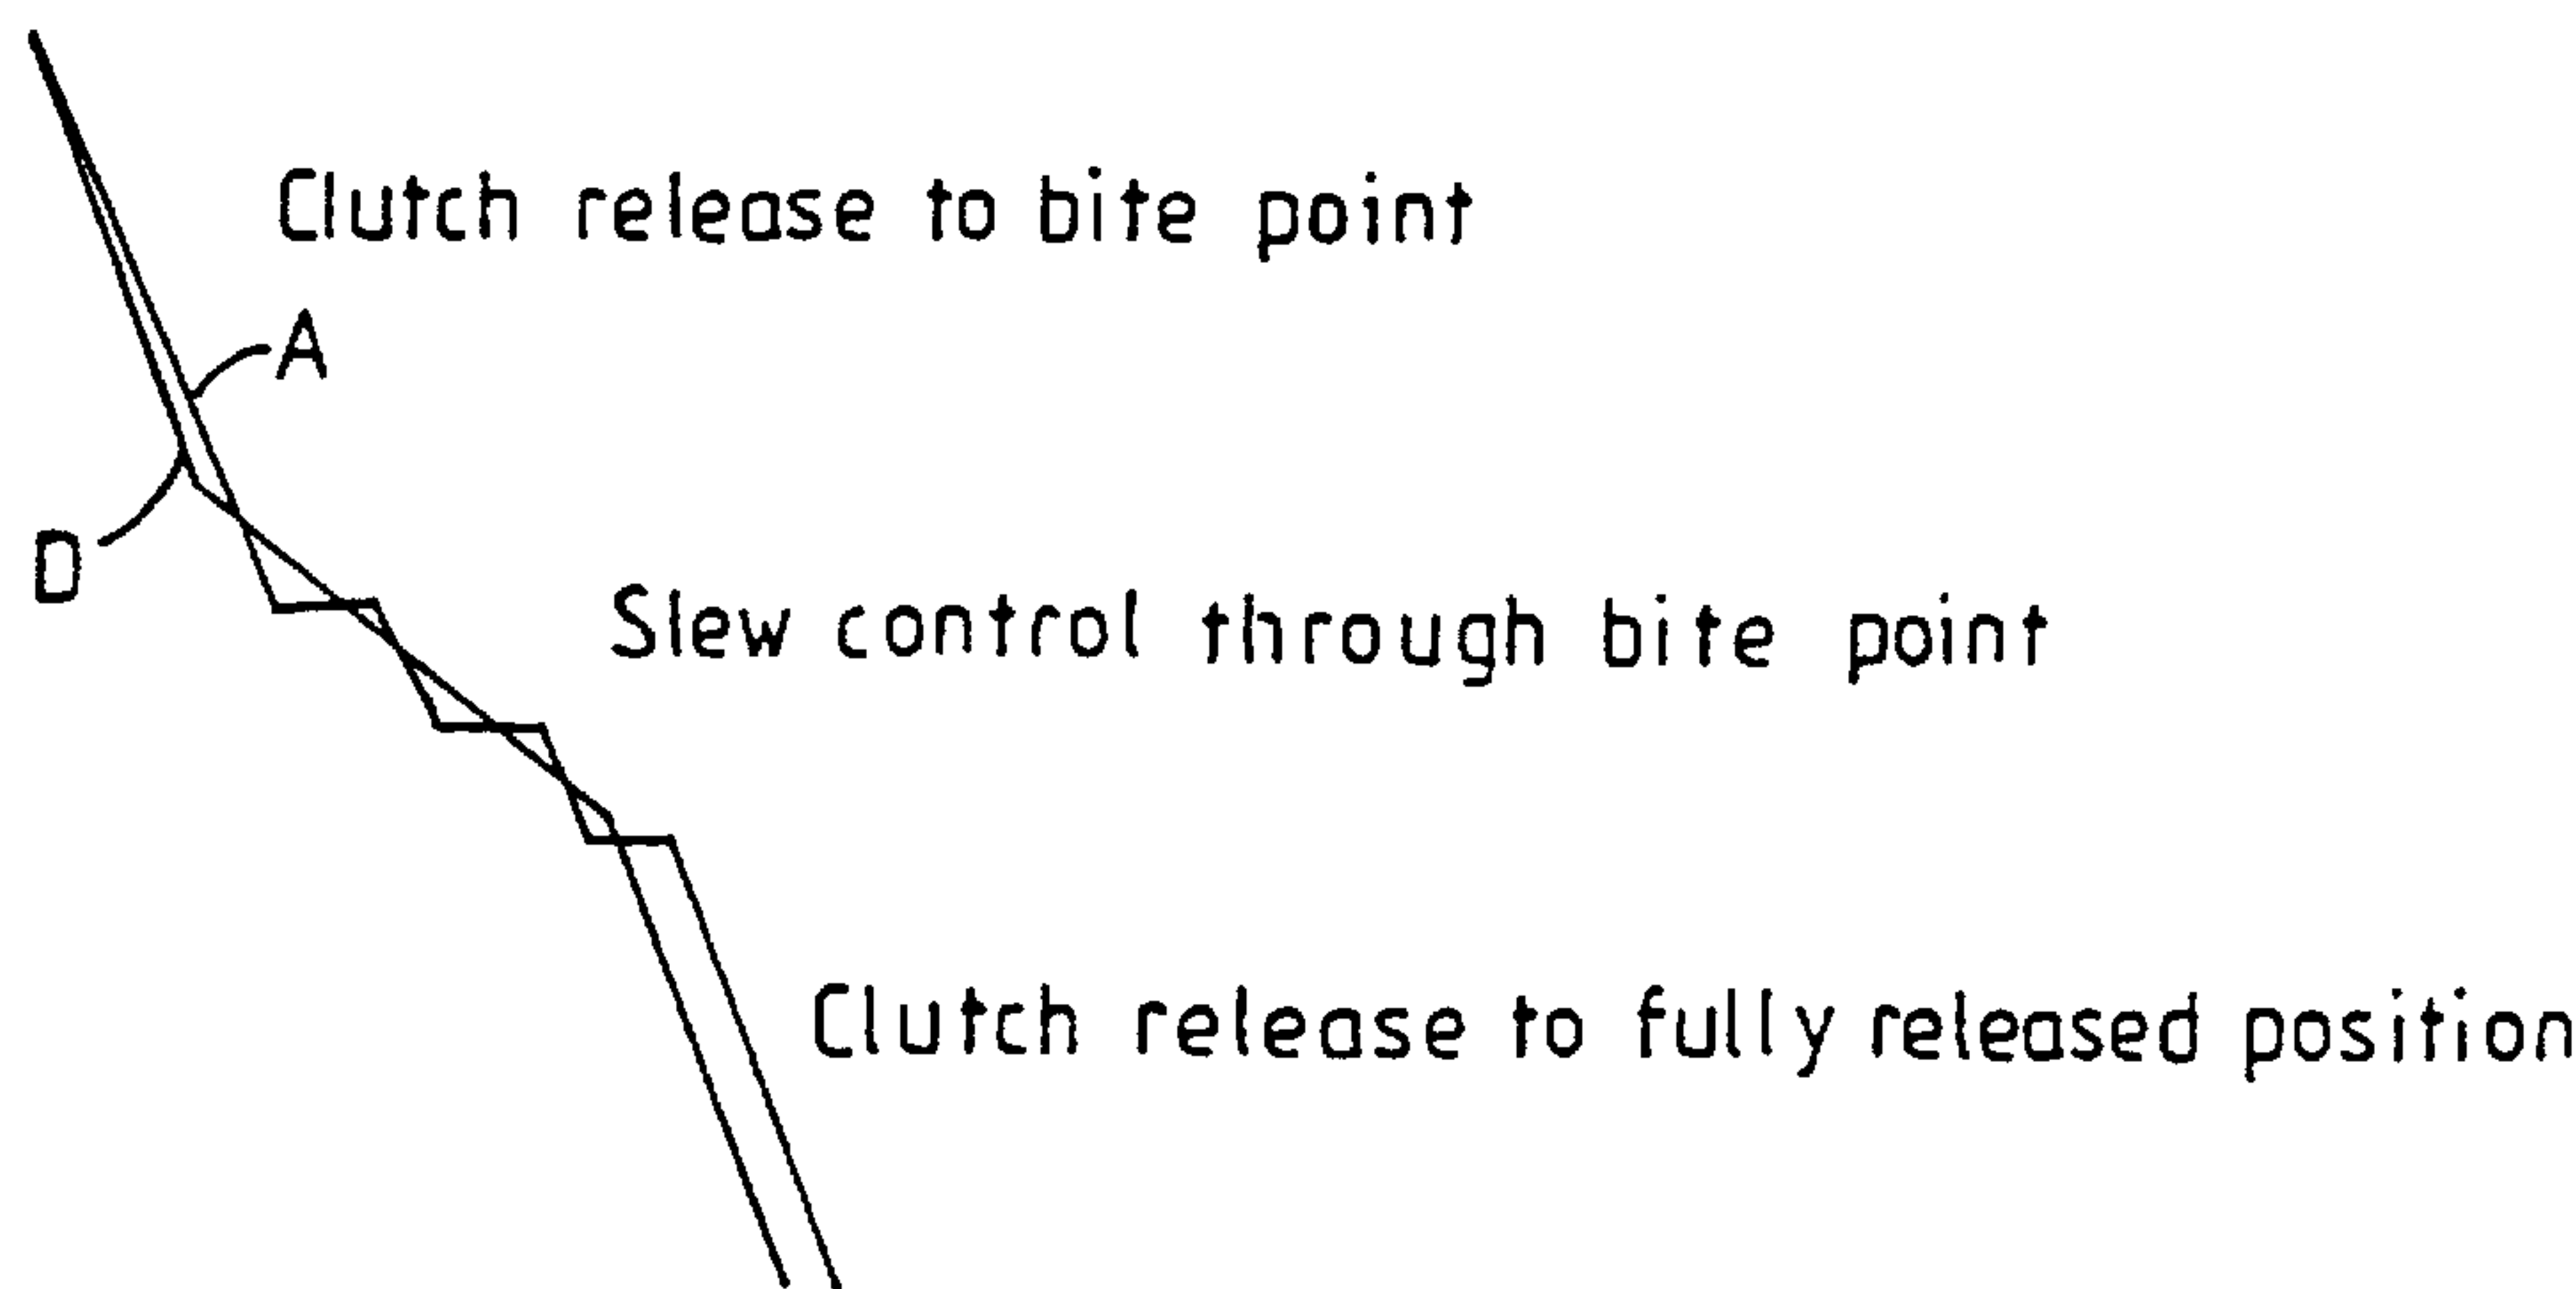 Clutch release to bite point
A
D
Slew control through bite point
Clutch release to fully released position